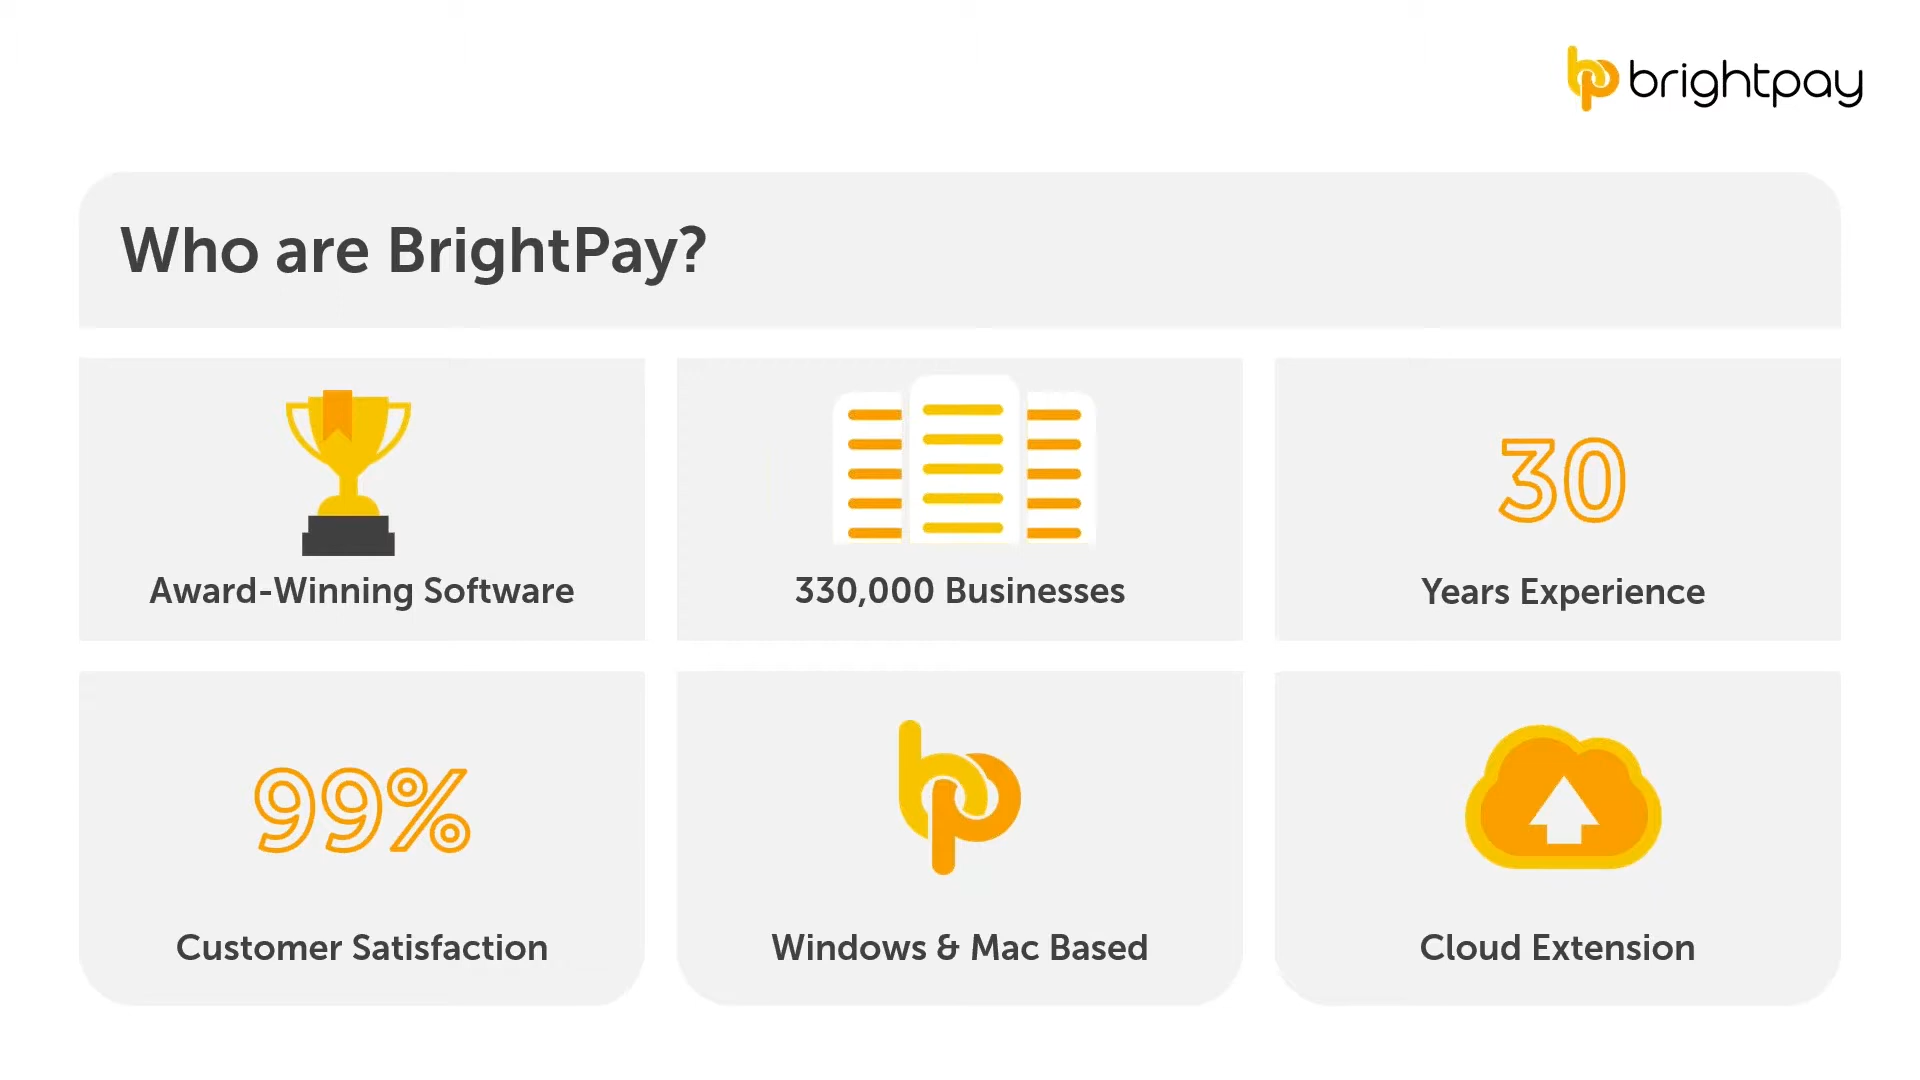 brightpay
Who are BrightPay?
Award-Winning Software
330,000 Businesses
30
Years Experience
99%
Customer Satisfaction
Windows & Mac Based
Cloud Extension